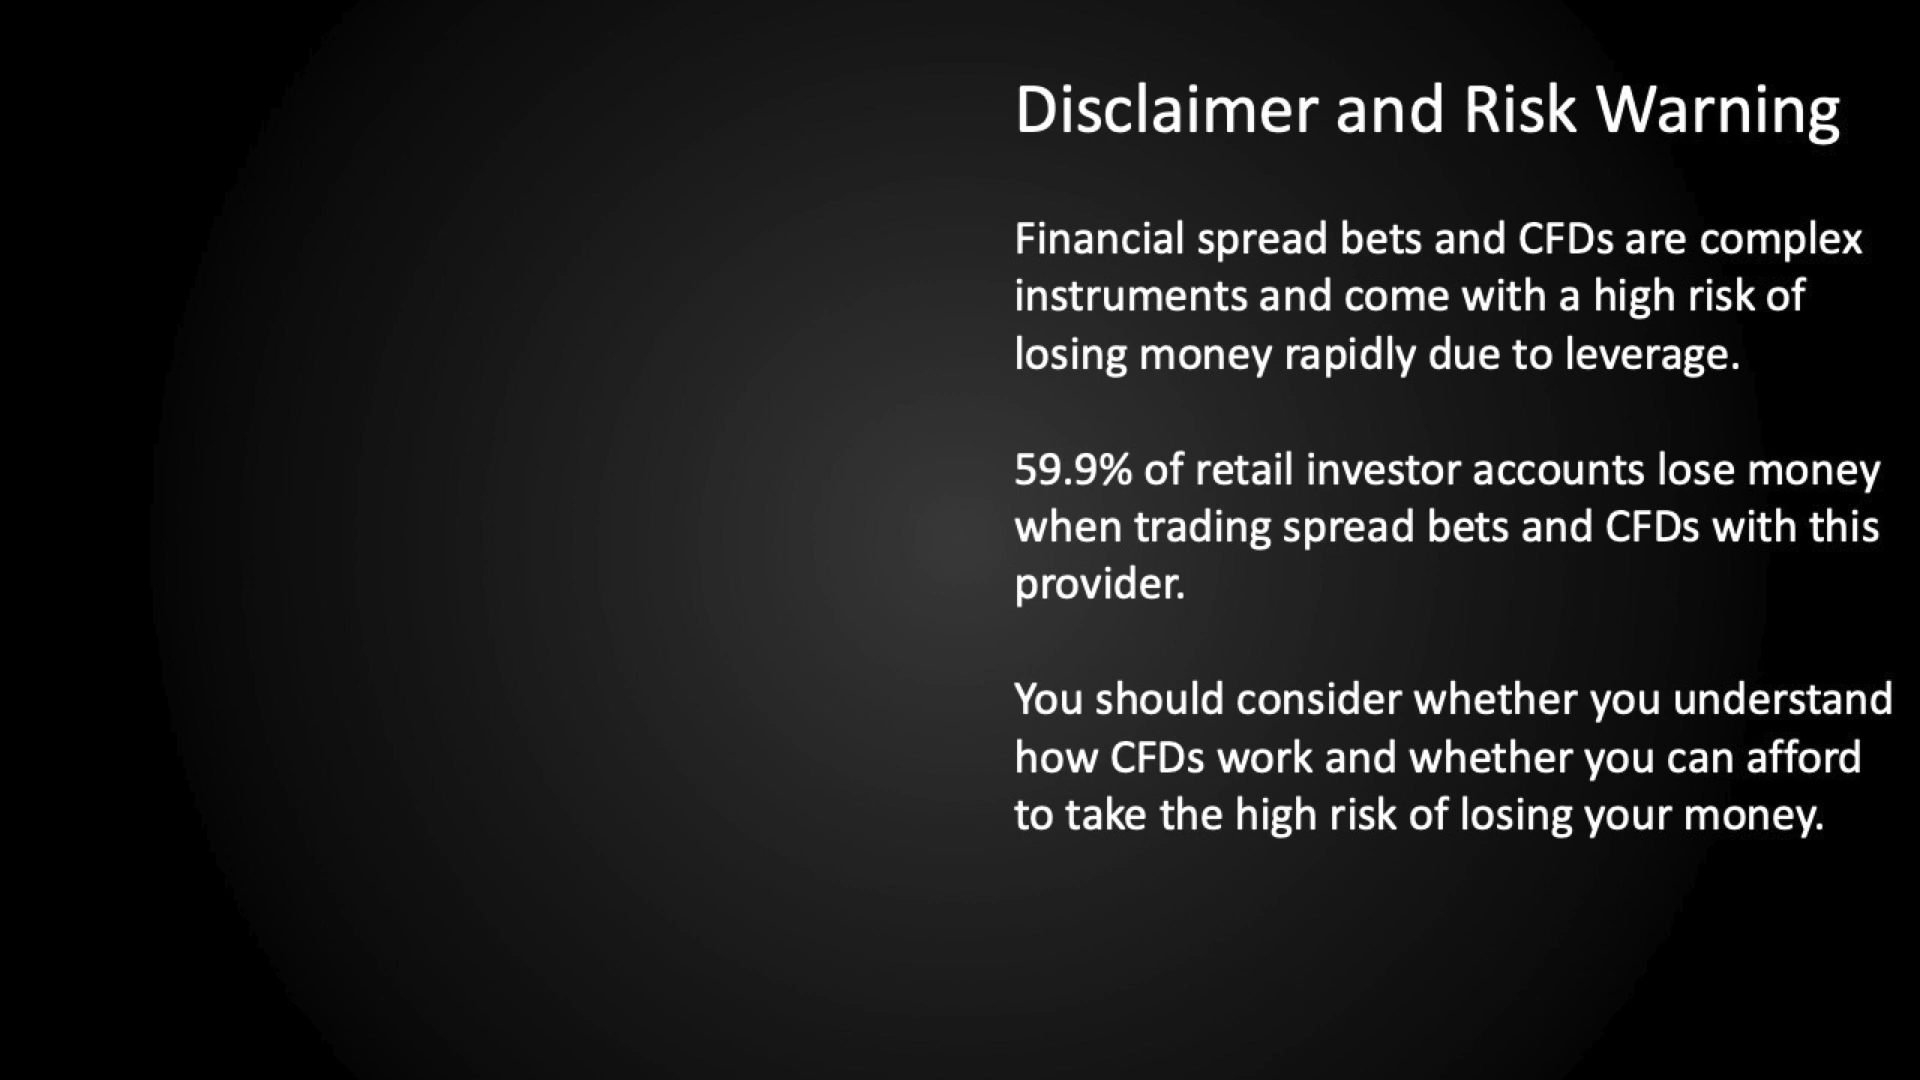 Disclaimer and Risk Warning
Financial spread bets and CFDs are complex
instruments and come with a high risk of
losing money rapidly due to leverage.
59.9% of retail investor accounts lose money
when trading spread bets and CFDs with this
provider.
You should consider whether you understand
how CFDs work and whether you can afford
to take the high risk of losing your money.